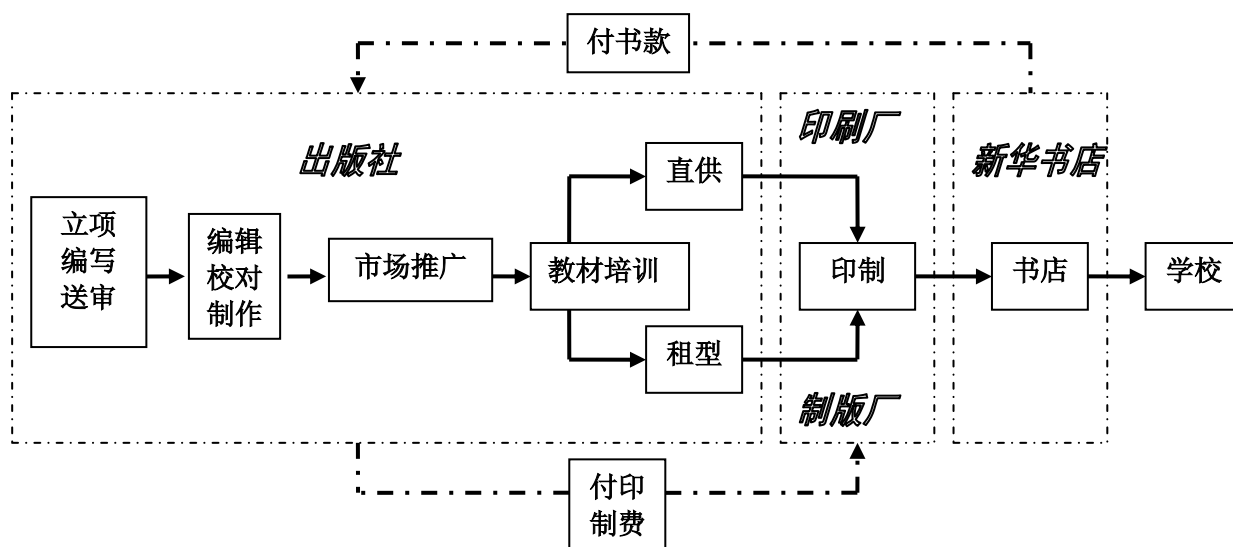 付书款
出版社
印刷厂
新华书店
立项
编写
送审
编辑
校对
制作
市场推广
教材培训
直供
租型
印制
书店
学校
制版厂
付印
制费